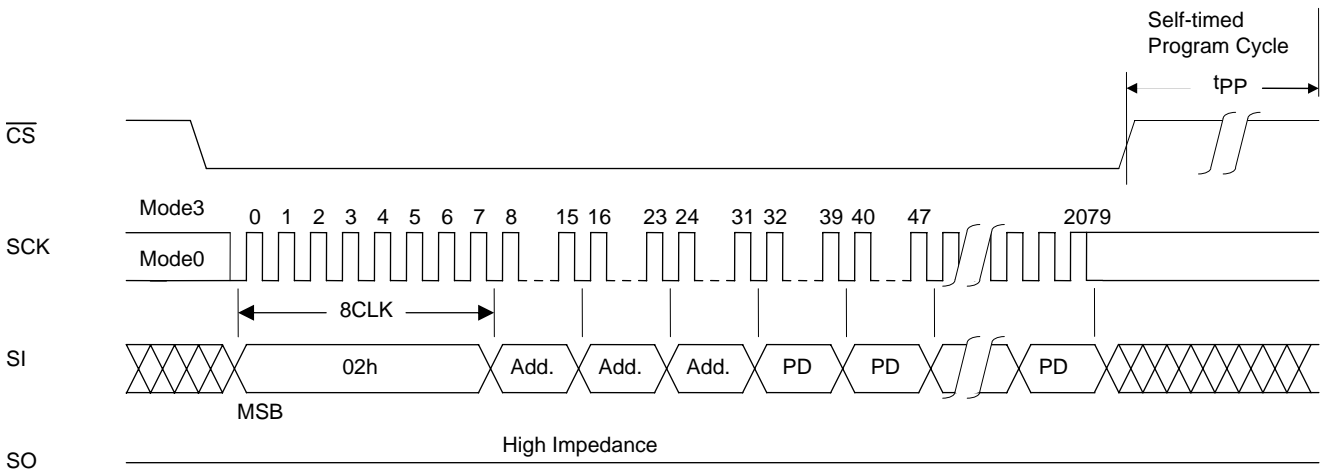 Self-timed
Program Cycle
tPP
CS
Mode3
0 1 2 3 4 5 6 7 8 15 16 23 24 31 32 39 40 47 2079
SCK
Mode0
8CLK
SI
02h Add. Add. Add. PD PD PD
MSB
High Impedance
SO